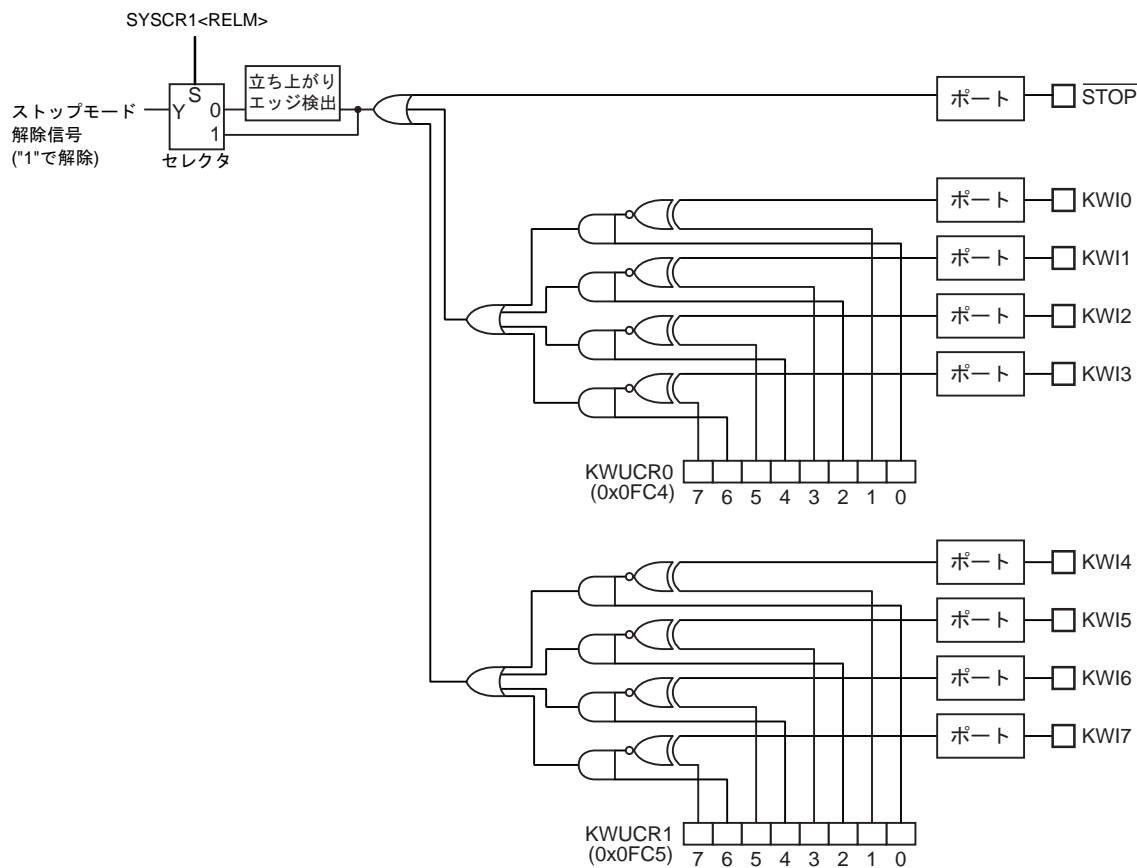 SYSCR1<RELM>
ストップモード
解除信号
("1"で解除)
S
Y
0
1
セレクタ
立ち上がり
エッジ検出
ポート
STOP
ポート
KWI0
ポート
KWI1
ポート
KWI2
ポート
KWI3
KWUCR0
(0x0FC4)
7 6 5 4 3 2 1 0
ポート
KWI4
ポート
KWI5
ポート
KWI6
ポート
KWI7
KWUCR1
(0x0FC5)
7 6 5 4 3 2 1 0